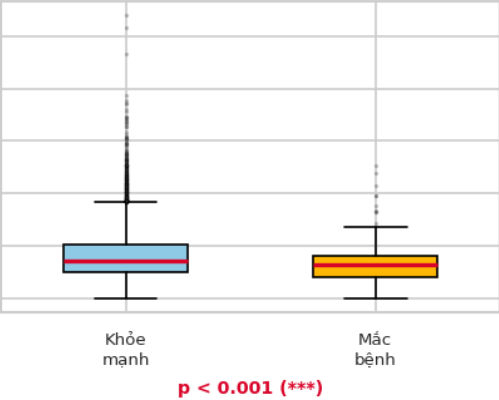 Khỏe
mạnh
Mắc
bệnh
p < 0.001 (***)